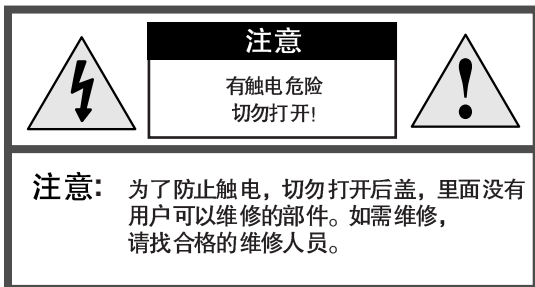 注意
有触电危险
切勿打开!
注意: 为了防止触电，切勿打开后盖，里面没有
用户可以维修的部件。如需维修，
请找合格的维修人员。